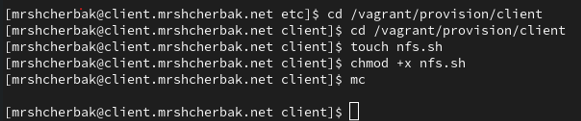 [mrshcherbak@client.mrshcherbak.net etc]$ cd /vagrant/provision/client
[mrshcherbak@client.mrshcherbak.net client]$ cd /vagrant/provision/client
[mrshcherbak@client.mrshcherbak.net client]$ touch nfs.sh
[mrshcherbak@client.mrshcherbak.net client]$ chmod +x nfs.sh
[mrshcherbak@client.mrshcherbak.net client]$ mc
[mrshcherbak@client.mrshcherbak.net client]$